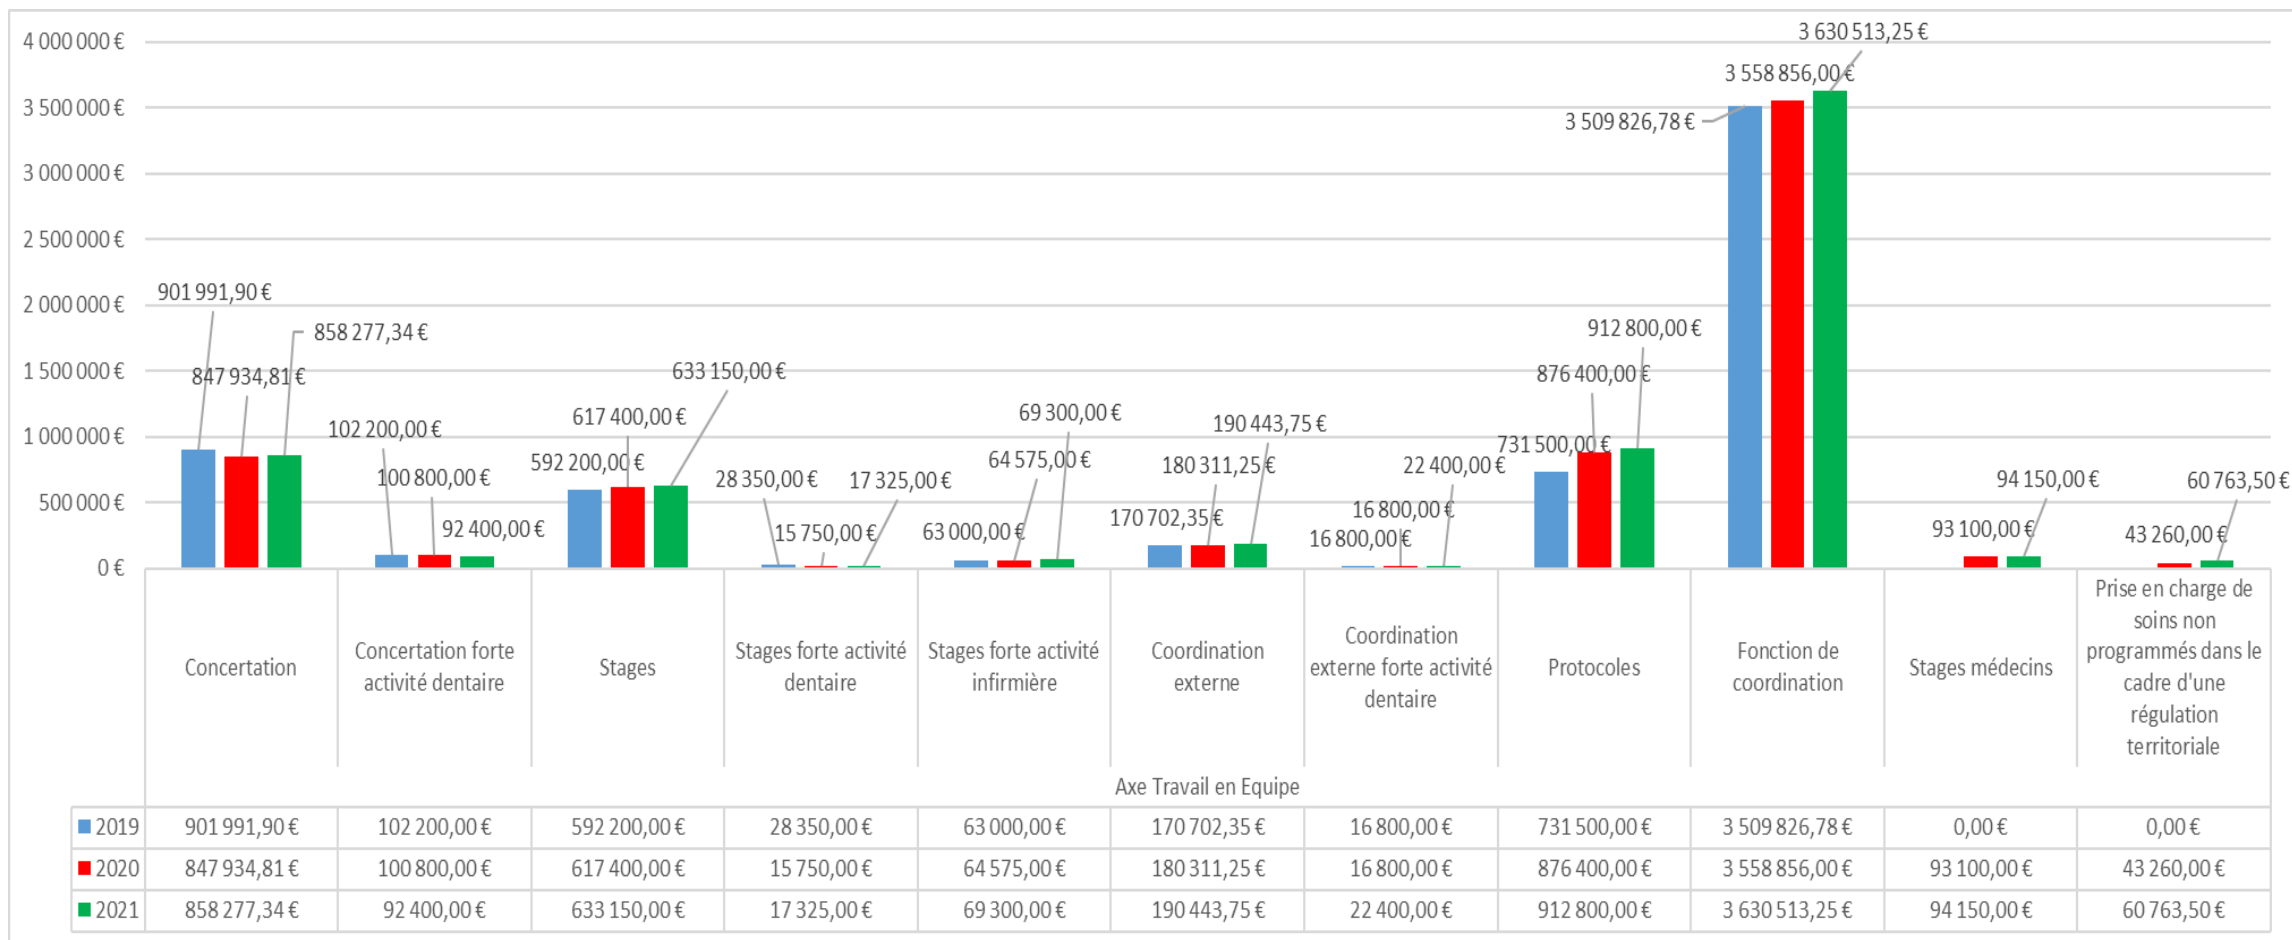 4 000 000 €
3 500 000 €
3 000 000 €
2 500 000 €
2 000 000 €
1 500 000 €
1 000 000 €
500 000 €
0 €
901 991,90 €
847 934,81 €
858 277,34 €
102 200,00 €
100 800,00 €
92 400,00 €
592 200,00 €
617 400,00 €
633 150,00 €
28 350,00 €
15 750,00 €
17 325,00 €
63 000,00 €
64 575,00 €
69 300,00 €
170 702,35 €
180 311,25 €
190 443,75 €
16 800,00 €
16 800,00 €
22 400,00 €
731 500,00 €
876 400,00 €
912 800,00 €
3 509 826,78 €
3 558 856,00 €
3 630 513,25 €
93 100,00 €
94 150,00 €
43 260,00 €
60 763,50 €
Concertation
Concertation forte
activité dentaire
Stages
Stages forte activité
dentaire
Stages forte activité
infirmière
Coordination
externe
Coordination
externe forte activité
dentaire
Protocoles
Fonction de
coordination
Stages médecins
Prise en charge de
soins non
programmés dans le
cadre d'une
régulation
territoriale
Axe Travail en Equipe
2019 901 991,90 € 102 200,00 € 592 200,00 € 28 350,00 € 63 000,00 € 170 702,35 € 16 800,00 € 731 500,00 € 3 509 826,78 € 0,00 € 0,00 €
2020 847 934,81 € 100 800,00 € 617 400,00 € 15 750,00 € 64 575,00 € 180 311,25 € 16 800,00 € 876 400,00 € 3 558 856,00 € 93 100,00 € 43 260,00 €
2021 858 277,34 € 92 400,00 € 633 150,00 € 17 325,00 € 69 300,00 € 190 443,75 € 22 400,00 € 912 800,00 € 3 630 513,25 € 94 150,00 € 60 763,50 €